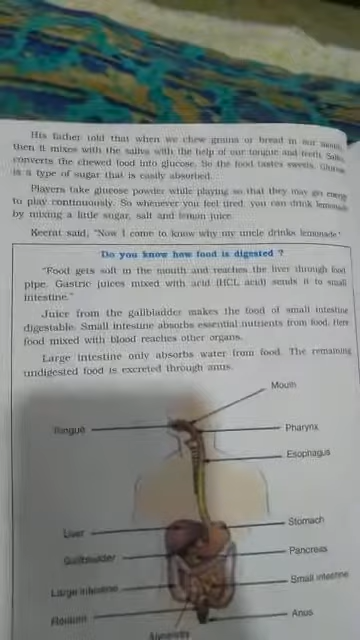 His father told that when we chew grains or bread in our mouth,
then it mixes with the saliva with the help of our tongue and teeth. Saliva
converts the chewed food into glucose. So the food tastes sweets. Glucose
is a type of sugar that is easily absorbed...
Players take glucose powder while playing so that they may get energy
to play continuously. So whenever you feel tired, you can drink lemonade
by mixing a little sugar, salt and lemon juice.
Keerat said, "Now I come to know why my uncle drinks lemonade."
Do you know how food is digested ?
"Food gets soft in the mouth and reaches the liver through food
pipe. Gastric juices mixed with acid (HCL acid) sends it to small
intestine."
Juice from the gallbladder makes the food of small intestine
digestable. Small intestine absorbs essential nutrients from food. Here
food mixed with blood reaches other organs.
Large intestine only absorbs water from food. The remaining
undigested food is excreted through anus.
Mouth
Tongue
Pharynx
Esophagus
Liver
Stomach
Gallbladder
Pancreas
Large intestine
Small intestine
Rectum
Anus